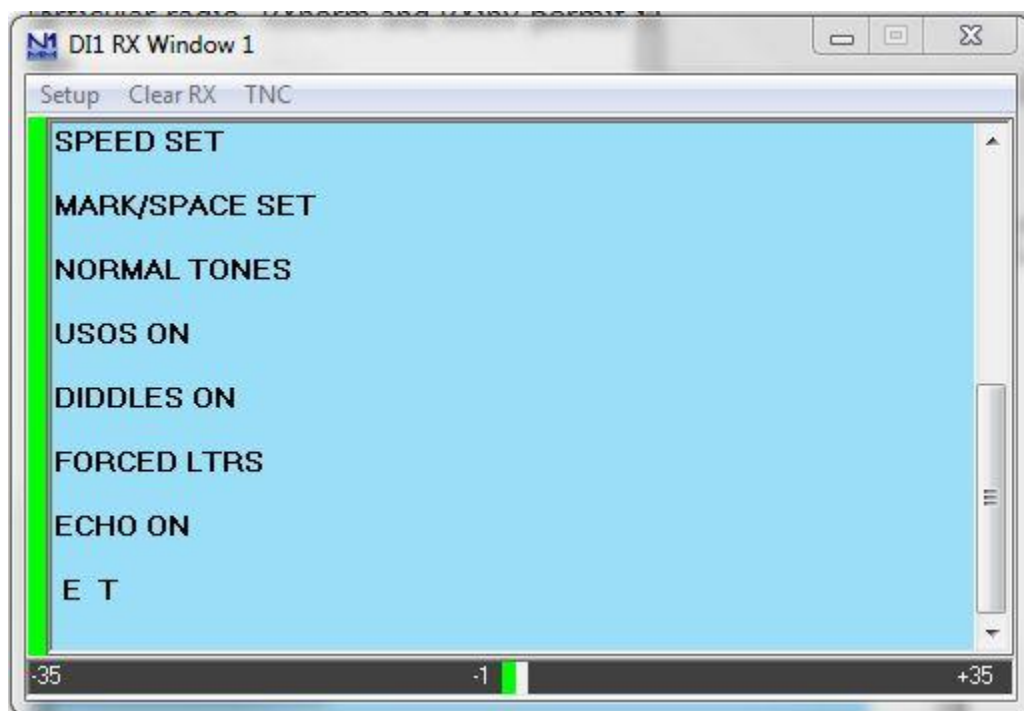 DI1 RX Window 1
Setup Clear RX TNC
SPEED SET
MARK/SPACE SET
NORMAL TONES
USOS ON
DIDDLES ON
FORCED LTRS
ECHO ON
E T
-35 -1 +35